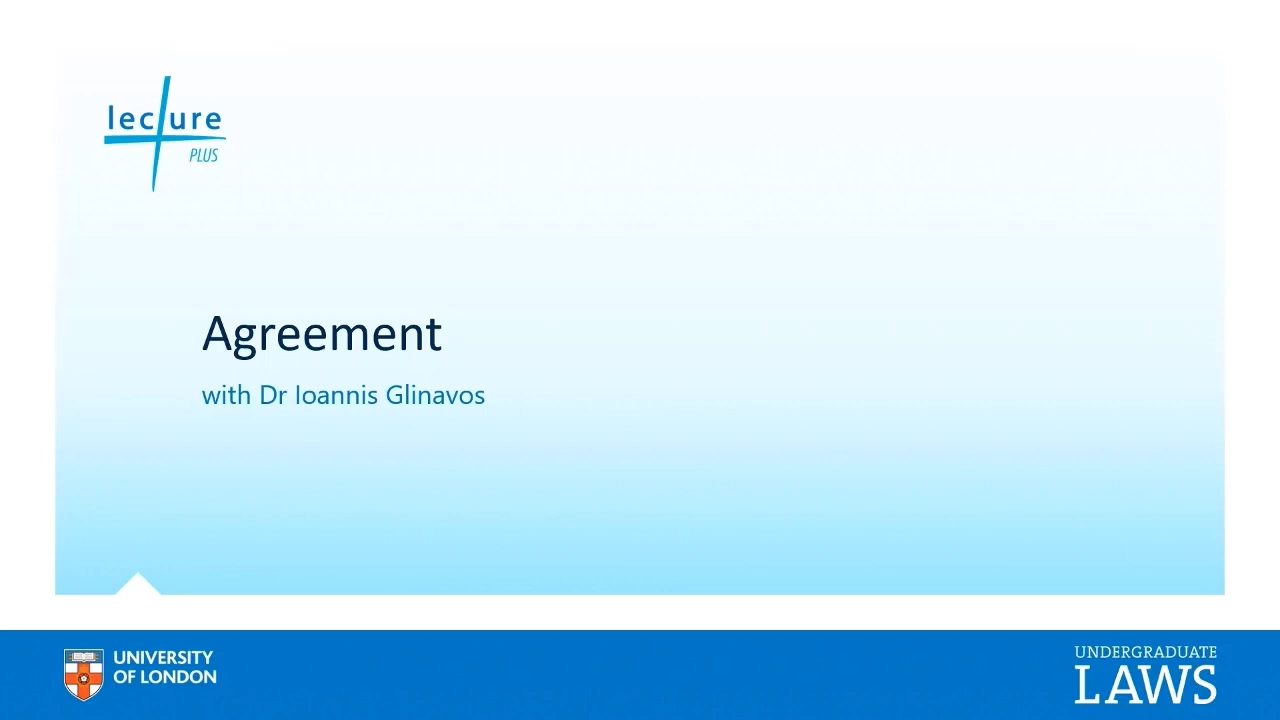 lecture
PLUS
Agreement
with Dr Ioannis Glinavos
UNIVERSITY
OF LONDON
UNDERGRADUATE
LAWS